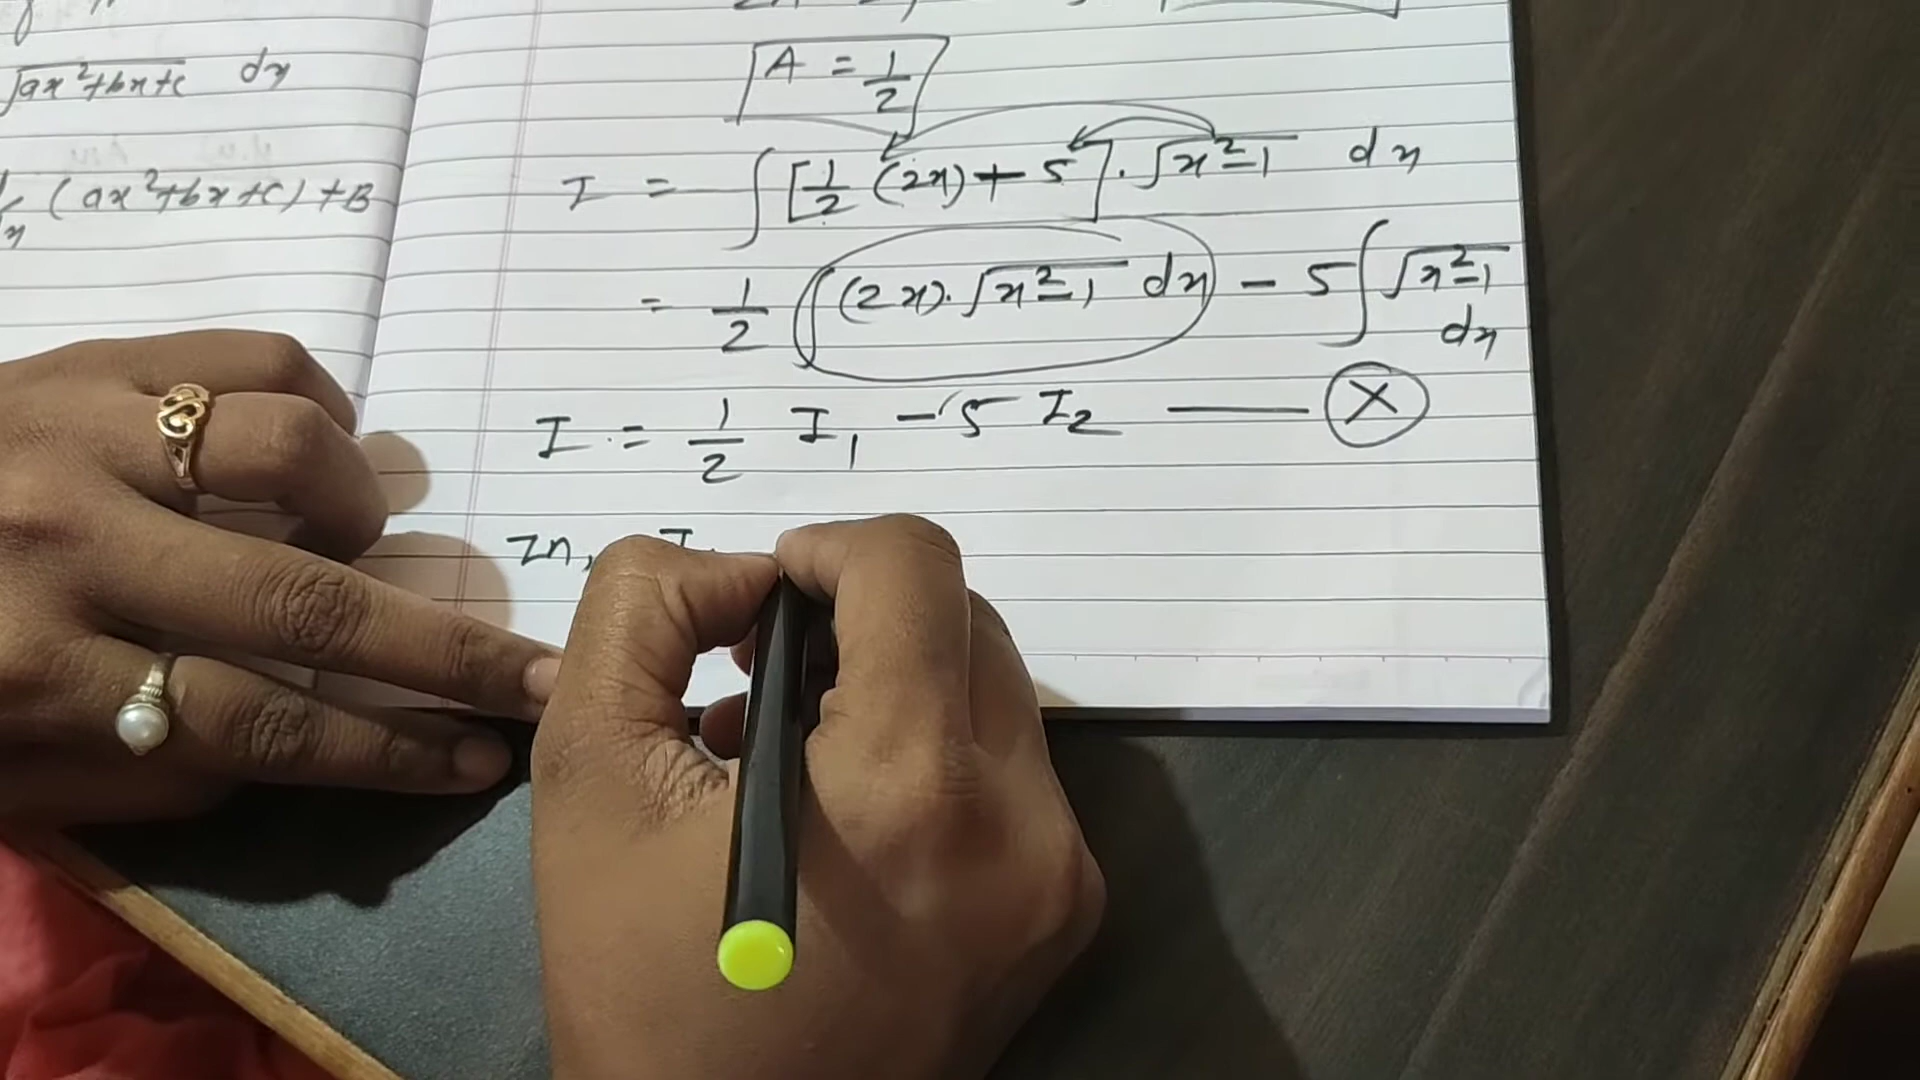 √ax²+bx+c dx
(ax²+bx+c) + B
A = 1/2
I = ∫ [1/2 (2x) + 5] . √x²-1 dx
= 1/2 ∫ (2x). √x²-1 dx - 5 ∫ √x²-1 dx
I = 1/2 I₁ - 5 I₂ —— X
In, I